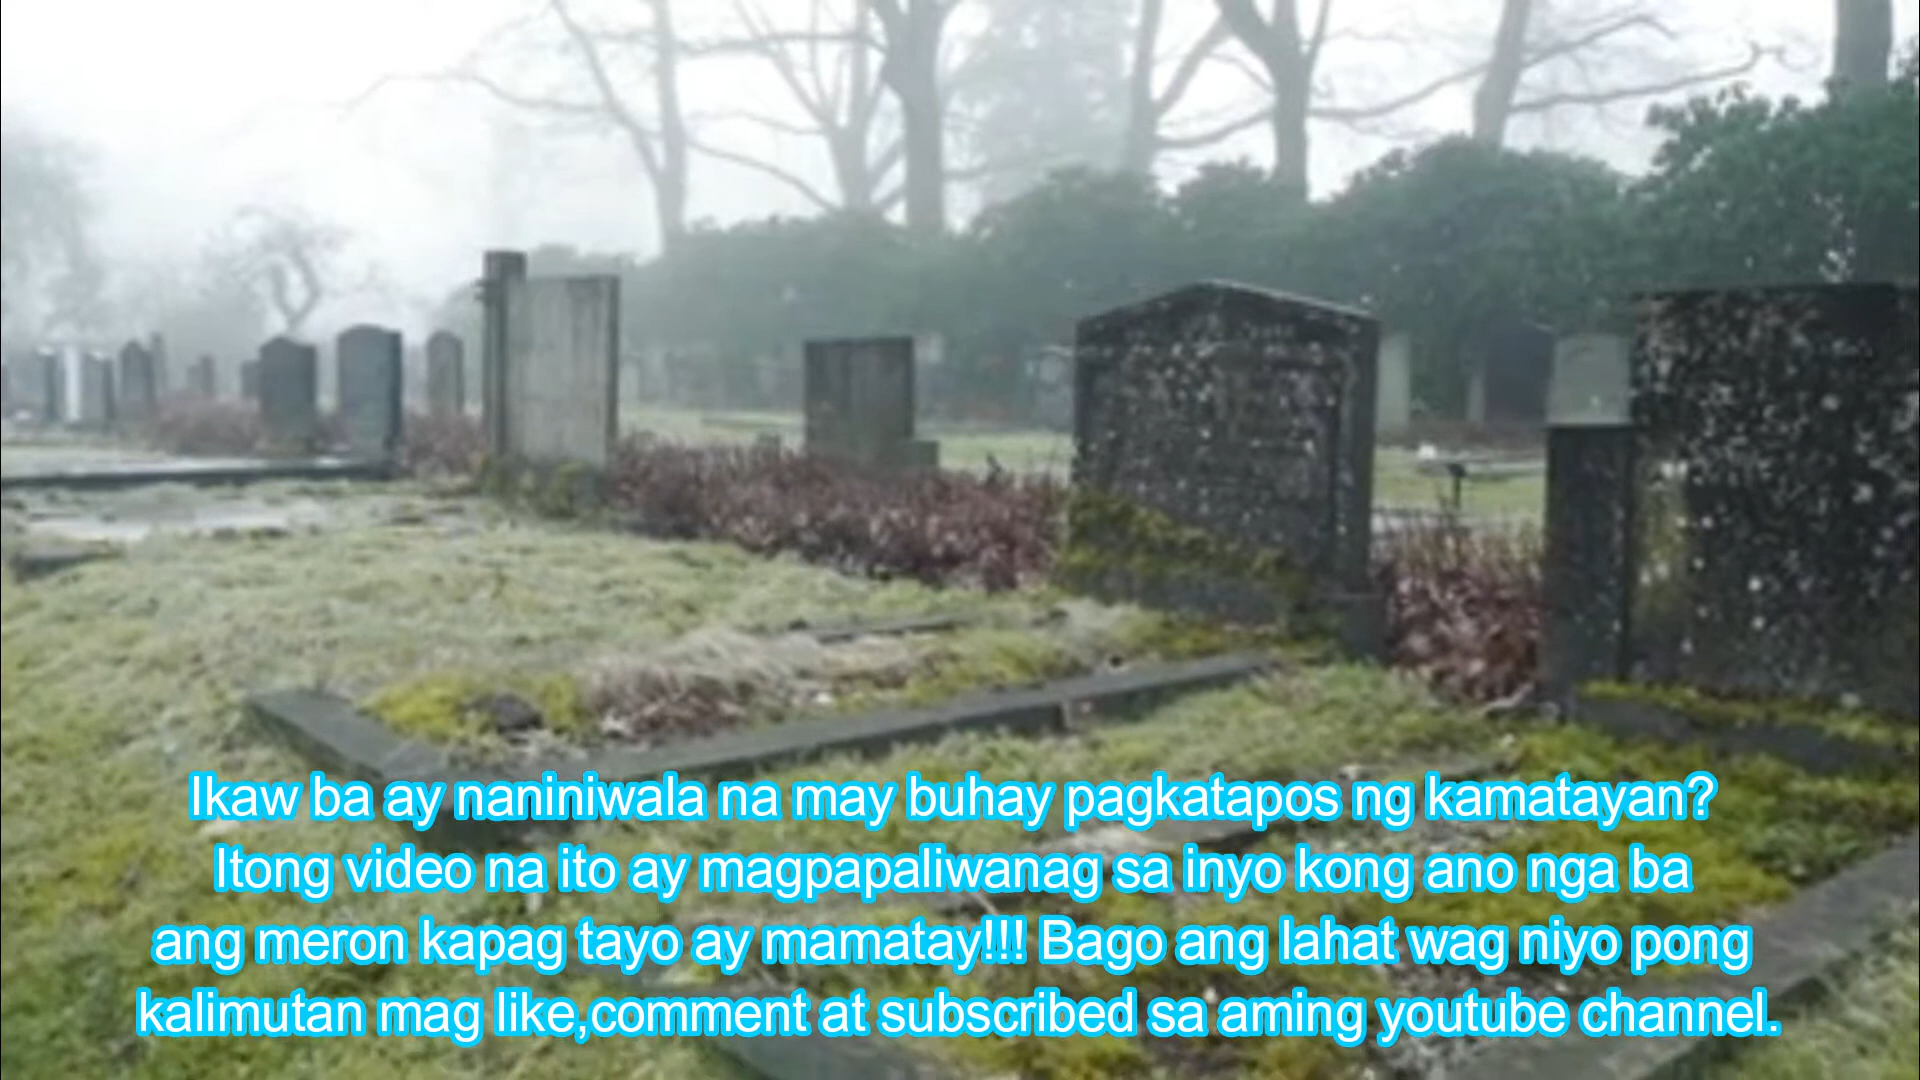 Ikaw ba ay naniniwala na may buhay pagkatapos ng kamatayan?
Itong video na ito ay magpapaliwanag sa inyo kong ano nga ba
ang meron kapag tayo ay mamatay!!! Bago ang lahat wag niyo pong
kalimutan mag like,comment at subscribed sa aming youtube channel.